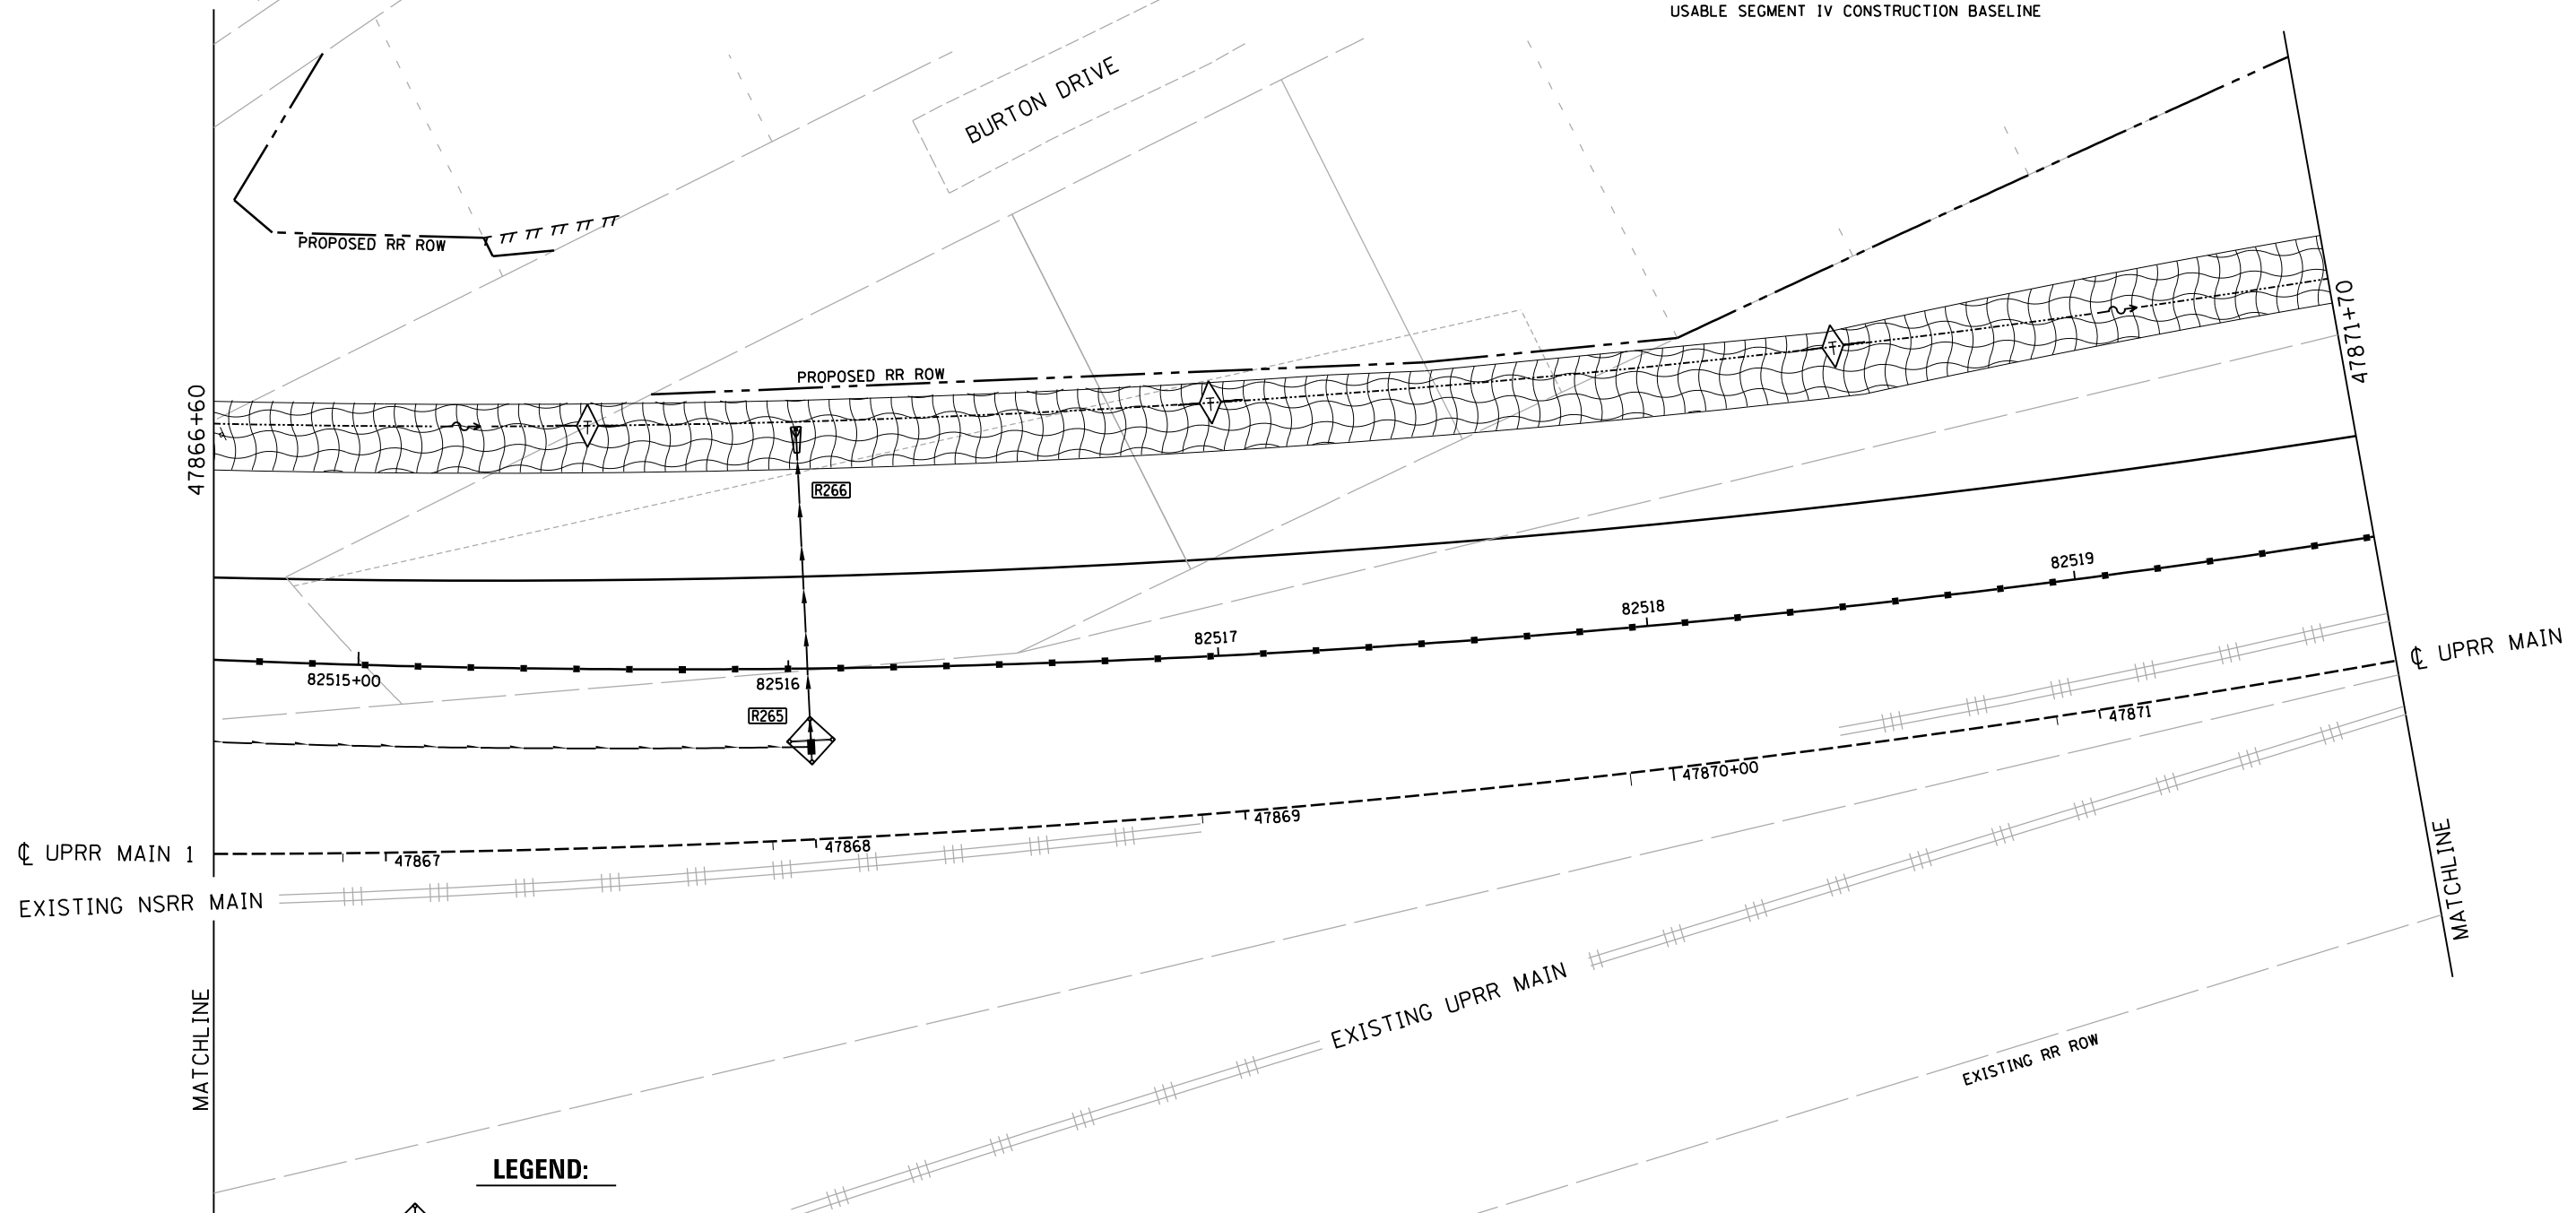 USABLE SEGMENT IV CONSTRUCTION BASELINE
BURTON DRIVE
PROPOSED RR ROW
PROPOSED RR ROW
47866+60
47871+70
R266
82519
82518
82517
82515+00
82516
R265
℄ UPRR MAIN
47871
47870+00
47869
47868
47867
℄ UPRR MAIN 1
EXISTING NSRR MAIN
MATCHLINE
EXISTING UPRR MAIN
MATCHLINE
EXISTING RR ROW
LEGEND: